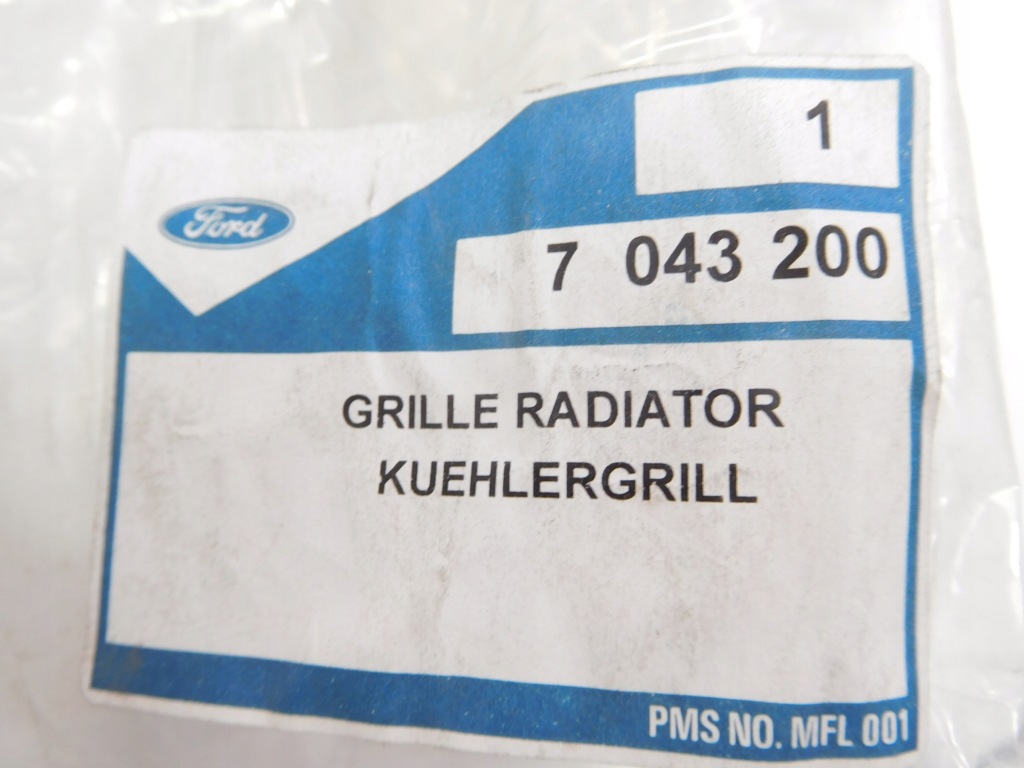 1
Ford
7 043 200
GRILLE RADIATOR
KUEHLERGRILL
PMS NO. MFL 001